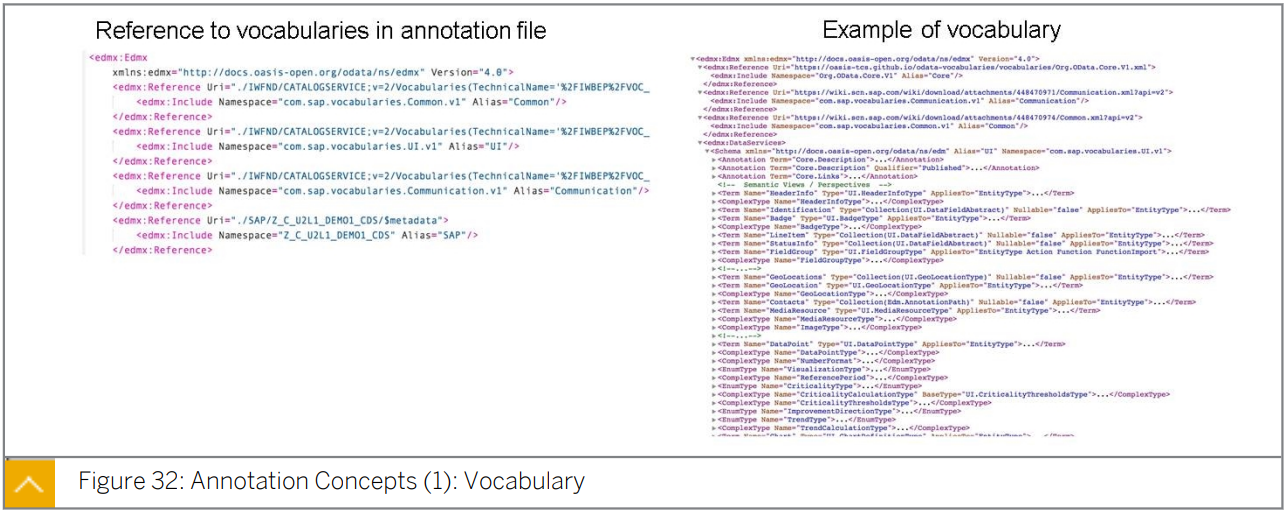 Reference to vocabularies in annotation file
<edmx:Edmx
xmlns:edmx="http://docs.oasis-open.org/odata/ns/edmx" Version="4.0">
<edmx:Reference Uri="./IWFND/CATALOGSERVICE;v=2/Vocabularies(TechnicalName='%2FIWBEP%2FVOC_
<edmx:Include Namespace="com.sap.vocabularies.Common.v1" Alias="Common"/>
</edmx:Reference>
<edmx:Reference Uri="./IWFND/CATALOGSERVICE;v=2/Vocabularies(TechnicalName='%2FIWBEP%2FVOC_
<edmx:Include Namespace="com.sap.vocabularies.UI.v1" Alias="UI"/>
</edmx:Reference>
<edmx:Reference Uri="./IWFND/CATALOGSERVICE;v=2/Vocabularies(TechnicalName='%2FIWBEP%2FVOC_
<edmx:Include Namespace="com.sap.vocabularies.Communication.v1" Alias="Communication"/>
</edmx:Reference>
<edmx:Reference Uri="./SAP/Z_C_U2L1_DEMO1_CDS/$metadata">
<edmx:Include Namespace="Z_C_U2L1_DEMO1_CDS" Alias="SAP"/>
</edmx:Reference>
Example of vocabulary
<edmx:Edmx xmlns:edmx="http://docs.oasis-open.org/odata/ns/edmx" Version="4.0">
<edmx:Reference Uri="https://oasis-tcs.github.io/odata-vocabularies/vocabularies/Org.OData.Core.V1.xml">
<edmx:Include Namespace="Org.OData.Core.V1" Alias="Core"/>
</edmx:Reference>
<edmx:Reference Uri="https://wiki.scn.sap.com/wiki/download/attachments/448470971/Communication.xml?api=v2">
<edmx:Include Namespace="com.sap.vocabularies.Communication.v1" Alias="Communication"/>
</edmx:Reference>
<edmx:Reference Uri="https://wiki.scn.sap.com/wiki/download/attachments/448470974/Common.xml?api=v2">
<edmx:Include Namespace="com.sap.vocabularies.Common.v1" Alias="Common"/>
</edmx:Reference>
<edmx:DataServices>
<Schema xmlns="http://docs.oasis-open.org/odata/ns/edm" Alias="UI" Namespace="com.sap.vocabularies.UI.v1">
<Annotation Term="Core.Description">...</Annotation>
<Annotation Term="Core.Description" Qualifier="Published">...</Annotation>
<Annotation Term="Core.Links">...</Annotation>
<!-- Semantic Views / Perspectives -->
<Term Name="HeaderInfo" Type="UI.HeaderInfoType" AppliesTo="EntityType">...</Term>
<ComplexType Name="HeaderInfoType">...</ComplexType>
<Term Name="Identification" Type="Collection(UI.DataFieldAbstract)" Nullable="false" AppliesTo="EntityType">...</Term>
<Term Name="Badge" Type="UI.BadgeType" AppliesTo="EntityType">...</Term>
<ComplexType Name="BadgeType">...</ComplexType>
<Term Name="LineItem" Type="Collection(UI.DataFieldAbstract)" Nullable="false" AppliesTo="EntityType">...</Term>
<Term Name="StatusInfo" Type="Collection(UI.DataFieldAbstract)" Nullable="false" AppliesTo="EntityType">...</Term>
<Term Name="FieldGroup" Type="UI.FieldGroupType" AppliesTo="EntityType Action Function FunctionImport">...</Term>
<ComplexType Name="FieldGroupType">...</ComplexType>
<!--...-->
<Term Name="GeoLocations" Type="Collection(UI.GeoLocationType)" Nullable="false" AppliesTo="EntityType">...</Term>
<Term Name="GeoLocation" Type="UI.GeoLocationType" AppliesTo="EntityType">...</Term>
<ComplexType Name="GeoLocationType">...</ComplexType>
<Term Name="Contacts" Type="Collection(Edm.AnnotationPath)" Nullable="false" AppliesTo="EntityType">...</Term>
<Term Name="MediaResource" Type="UI.MediaResourceType" AppliesTo="EntityType">...</Term>
<ComplexType Name="MediaResourceType">...</ComplexType>
<ComplexType Name="ImageType">...</ComplexType>
<!--...-->
<Term Name="DataPoint" Type="UI.DataPointType" AppliesTo="EntityType">...</Term>
<ComplexType Name="DataPointType">...</ComplexType>
<ComplexType Name="NumberFormat">...</ComplexType>
<EnumType Name="VisualizationType">...</EnumType>
<ComplexType Name="ReferencePeriod">...</ComplexType>
<EnumType Name="CriticalityType">...</EnumType>
<ComplexType Name="CriticalityCalculationType" BaseType="UI.CriticalityThresholdsType">...</ComplexType>
<ComplexType Name="CriticalityThresholdsType">...</ComplexType>
<EnumType Name="ImprovementDirectionType">...</EnumType>
<EnumType Name="TrendType">...</EnumType>
<ComplexType Name="TrendCalculationType">...</ComplexType>
<Term Name="Chart" Type="UI.ChartDefinitionType" AppliesTo="EntityType">...</Term>
Figure 32: Annotation Concepts (1): Vocabulary